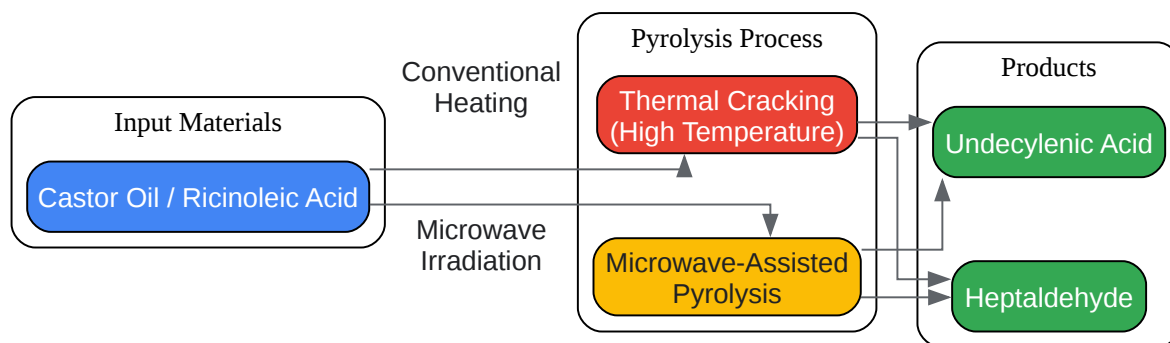 Input Materials
Castor Oil / Ricinoleic Acid
Conventional
Heating
Microwave
Irradiation
Pyrolysis Process
Thermal Cracking
(High Temperature)
Microwave-Assisted
Pyrolysis
Products
Undecylenic Acid
Heptaldehyde